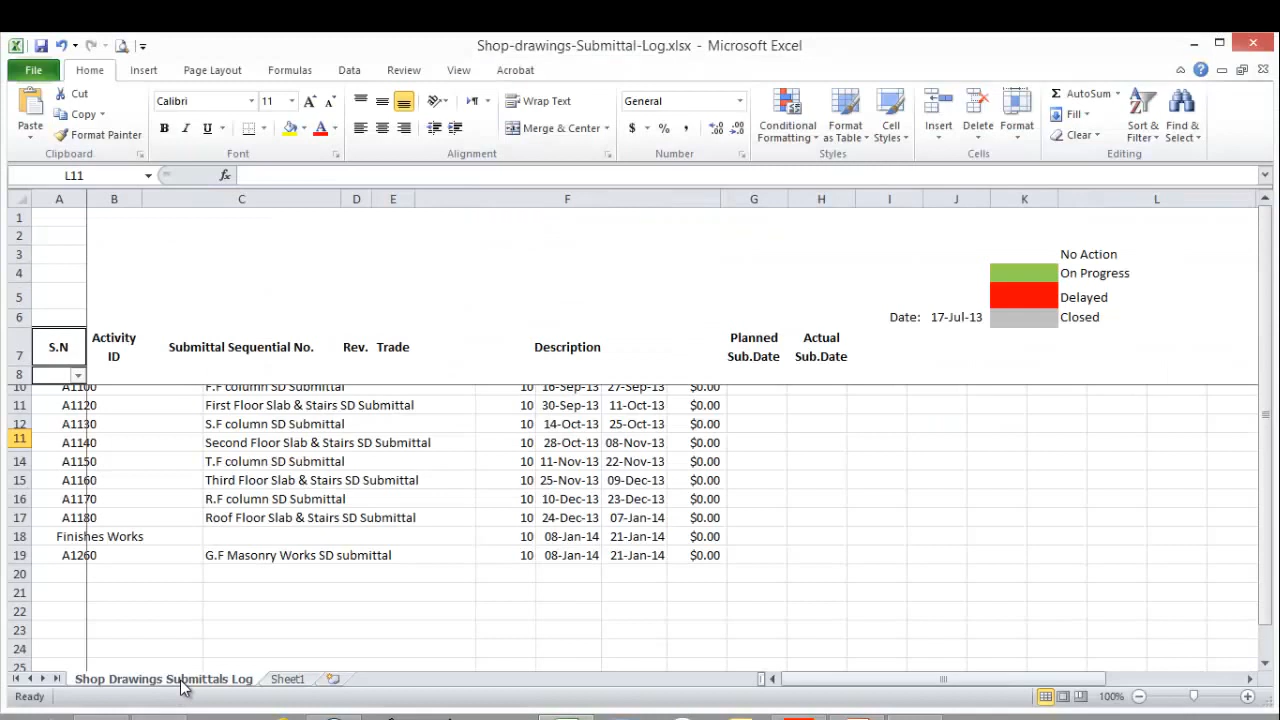 Shop-drawings-Submittal-Log.xlsx - Microsoft Excel
File Home Insert Page Layout Formulas Data Review View Acrobat
Paste
Cut
Copy
Format Painter
Clipboard
Calibri 11
B I U
Font
Wrap Text
Merge & Center
Alignment
General
$ % ,
Number
Conditional Formatting
Format as Table
Cell Styles
Styles
Insert Delete Format
Cells
AutoSum
Fill
Clear
Sort & Filter
Find & Select
Editing
L11 fx
A B C D E F G H I J K L
1
2
3 No Action
4 On Progress
5 Delayed
6 Date: 17-Jul-13 Closed
7 S.N Activity ID Submittal Sequential No. Rev. Trade Description Planned Sub.Date Actual Sub.Date
8
10 A1100 F.F column SD Submittal 10 16-Sep-13 27-Sep-13 $0.00
11 A1120 First Floor Slab & Stairs SD Submittal 10 30-Sep-13 11-Oct-13 $0.00
12 A1130 S.F column SD Submittal 10 14-Oct-13 25-Oct-13 $0.00
11 A1140 Second Floor Slab & Stairs SD Submittal 10 28-Oct-13 08-Nov-13 $0.00
14 A1150 T.F column SD Submittal 10 11-Nov-13 22-Nov-13 $0.00
15 A1160 Third Floor Slab & Stairs SD Submittal 10 25-Nov-13 09-Dec-13 $0.00
16 A1170 R.F column SD Submittal 10 10-Dec-13 23-Dec-13 $0.00
17 A1180 Roof Floor Slab & Stairs SD Submittal 10 24-Dec-13 07-Jan-14 $0.00
18 Finishes Works 10 08-Jan-14 21-Jan-14 $0.00
19 A1260 G.F Masonry Works SD submittal 10 08-Jan-14 21-Jan-14 $0.00
20
21
22
23
24
25
Shop Drawings Submittals Log Sheet1
Ready 100%